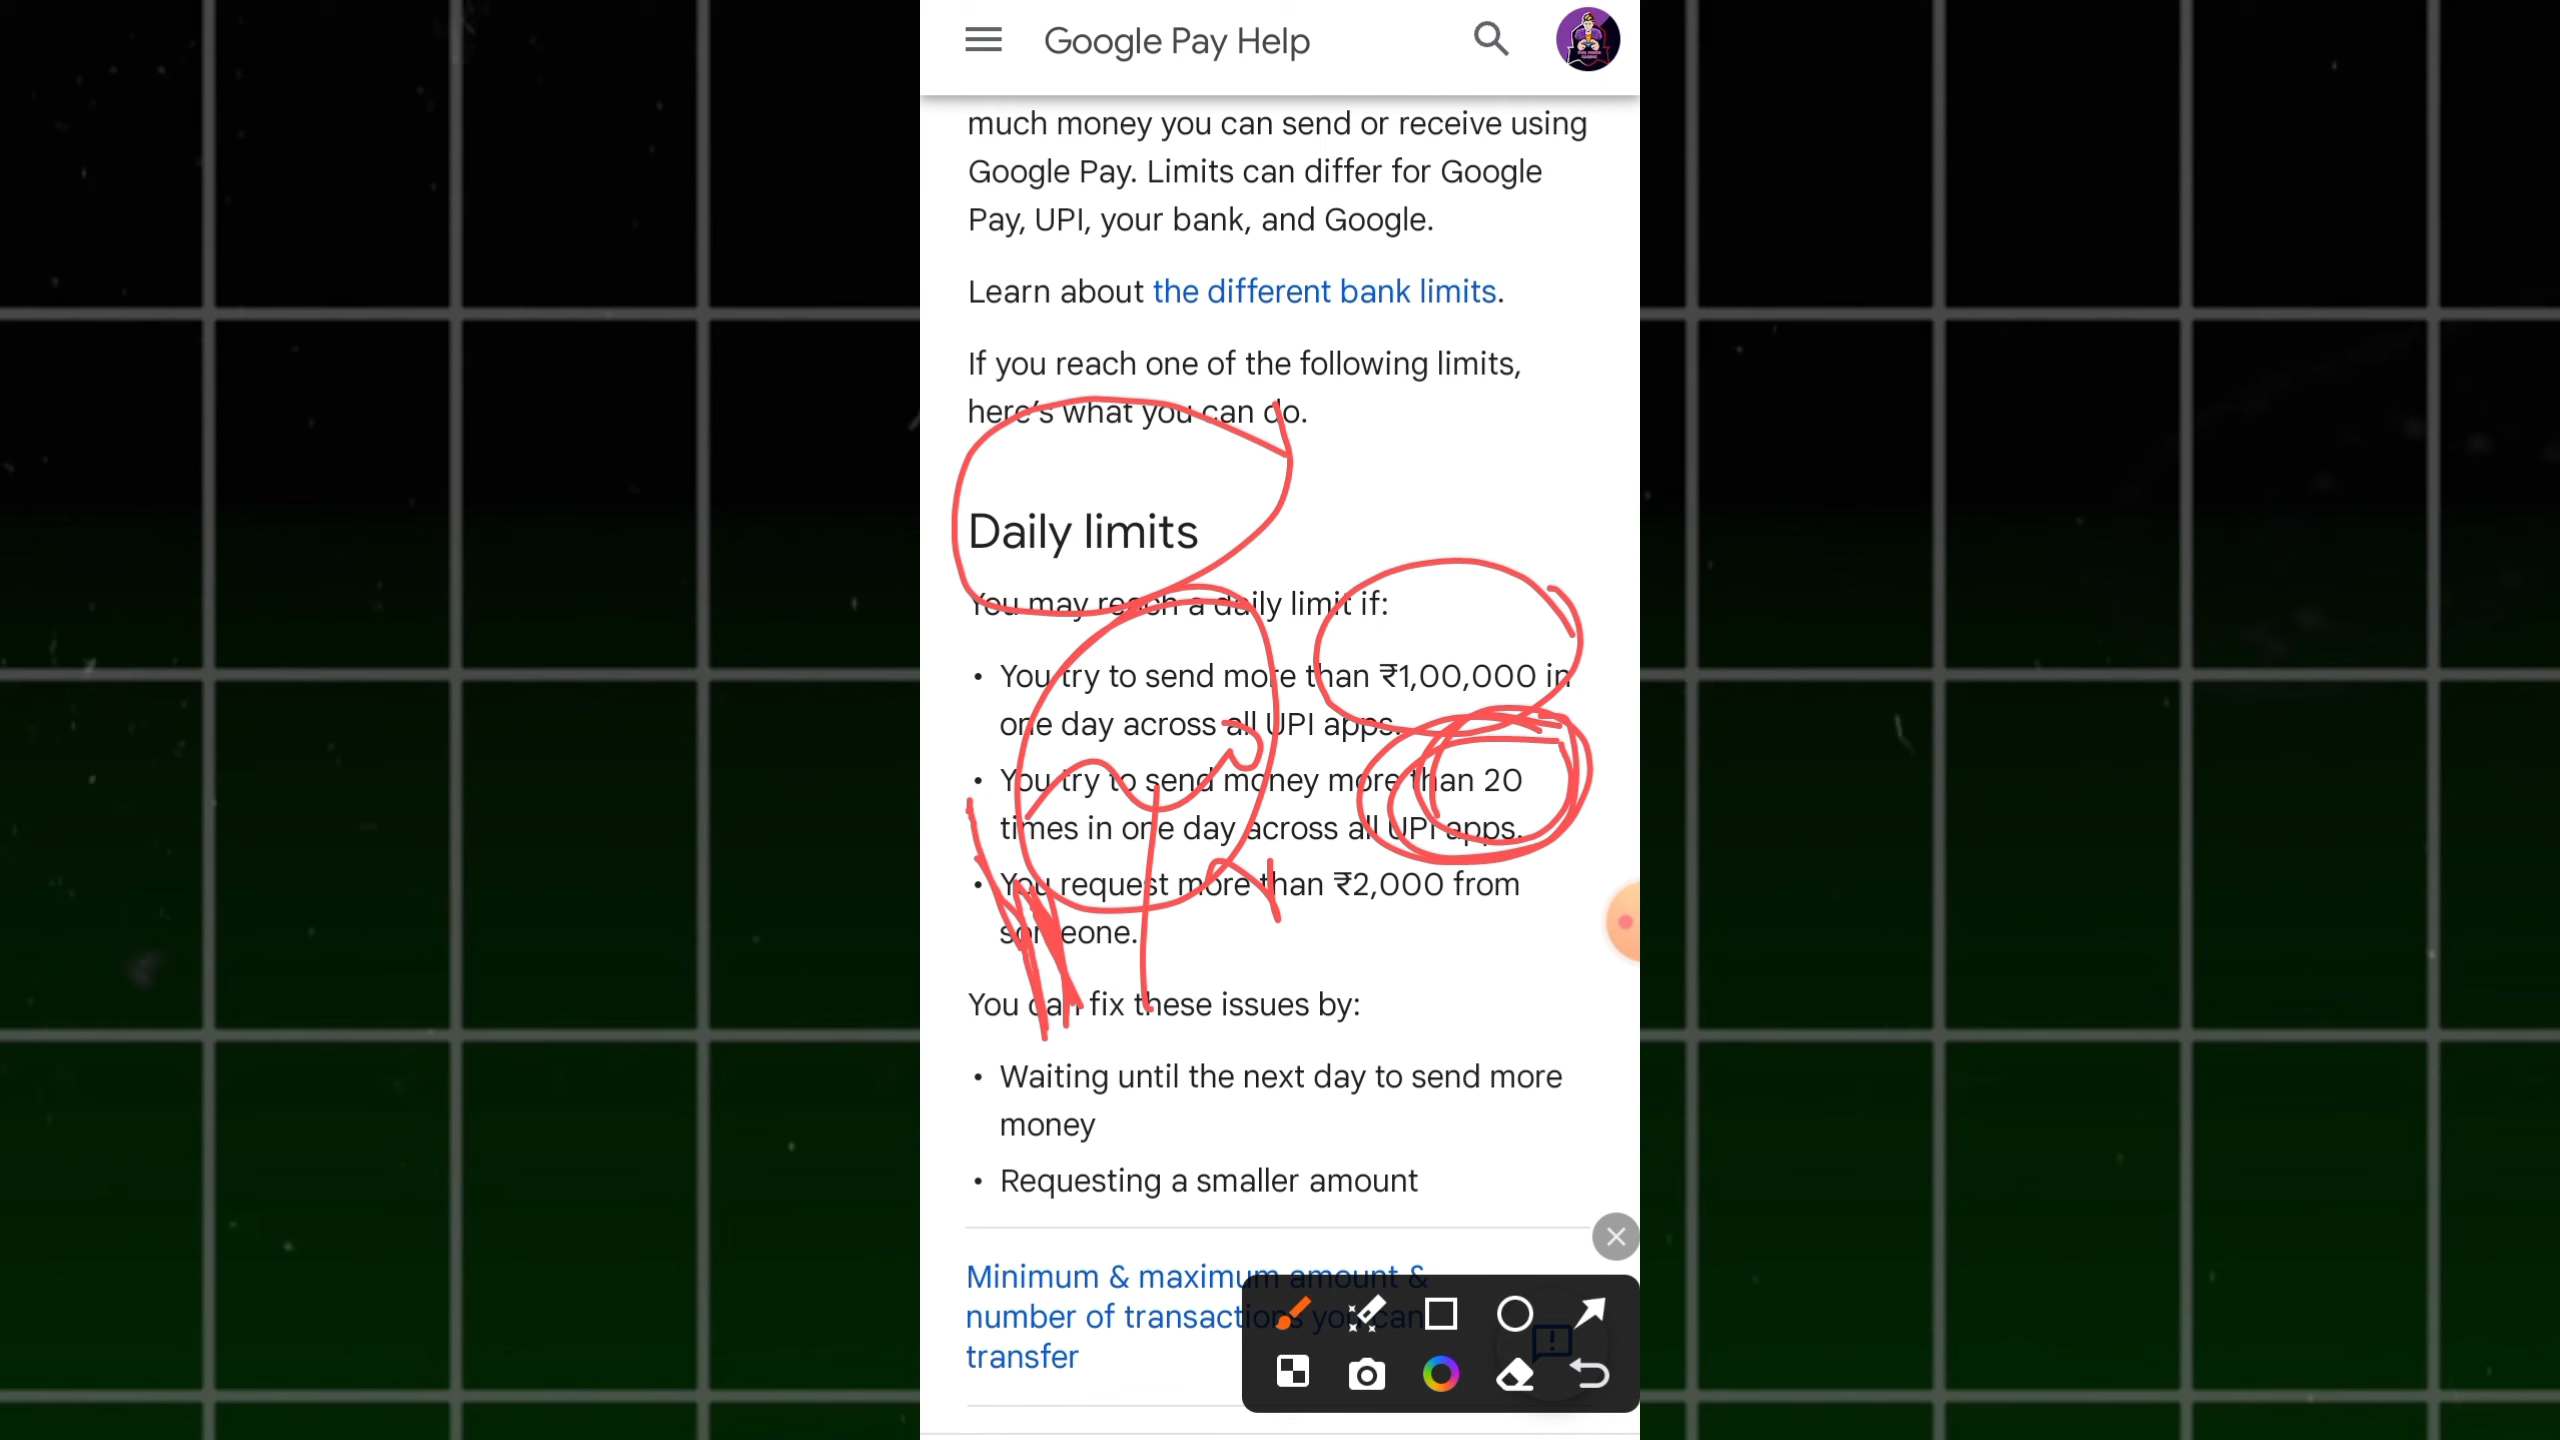 Google Pay Help
much money you can send or receive using
Google Pay. Limits can differ for Google
Pay, UPI, your bank, and Google.
Learn about the different bank limits.
If you reach one of the following limits,
here's what you can do.
Daily limits
You may reach a daily limit if:
• You try to send more than ₹1,00,000 in
one day across all UPI apps.
• You try to send money more than 20
times in one day across all UPI apps.
• You request more than ₹2,000 from
someone.
You can fix these issues by:
• Waiting until the next day to send more
money
• Requesting a smaller amount
Minimum & maximum amount &
number of transactions you can
transfer